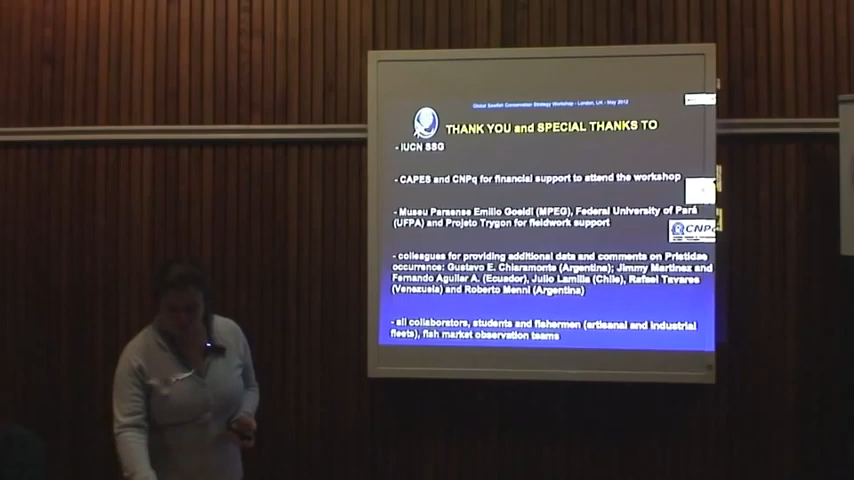 Global Sawfish Conservation Strategy Workshop - London, UK - May 2012
THANK YOU and SPECIAL THANKS TO
- IUCN SSG
- CAPES and CNPq for financial support to attend the workshop
- Museu Paraense Emilio Goeldi (MPEG), Federal University of Pará
(UFPA) and Projeto Trygon for fieldwork support
CNPq
- colleagues for providing additional data and comments on Pristidae
occurrence: Gustavo E. Chiaramonte (Argentina); Jimmy Martinez and
Fernando Aguilar A. (Ecuador), Julio Lamilla (Chile), Rafael Tavares
(Venezuela) and Roberto Menni (Argentina)
- all collaborators, students and fishermen (artisanal and industrial
fleets), fish market observation teams